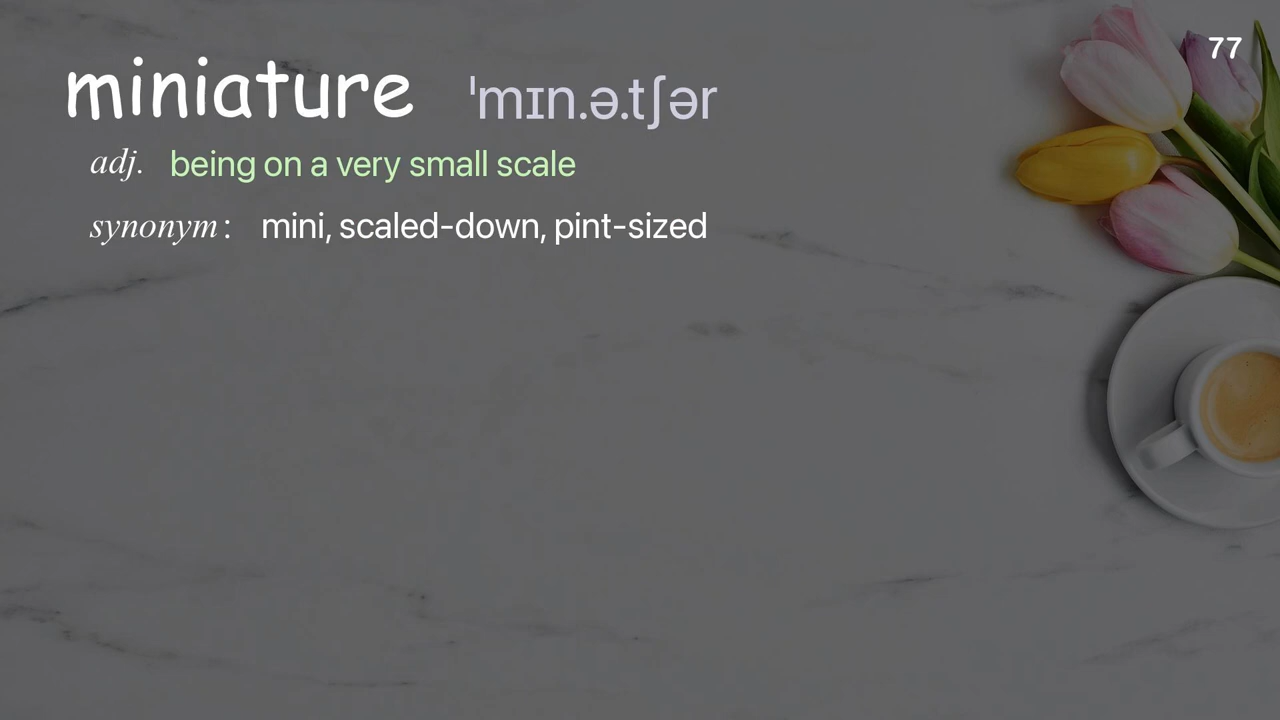 77
miniature ˈmɪn.ə.tʃər
adj. being on a very small scale
synonym: mini, scaled-down, pint-sized